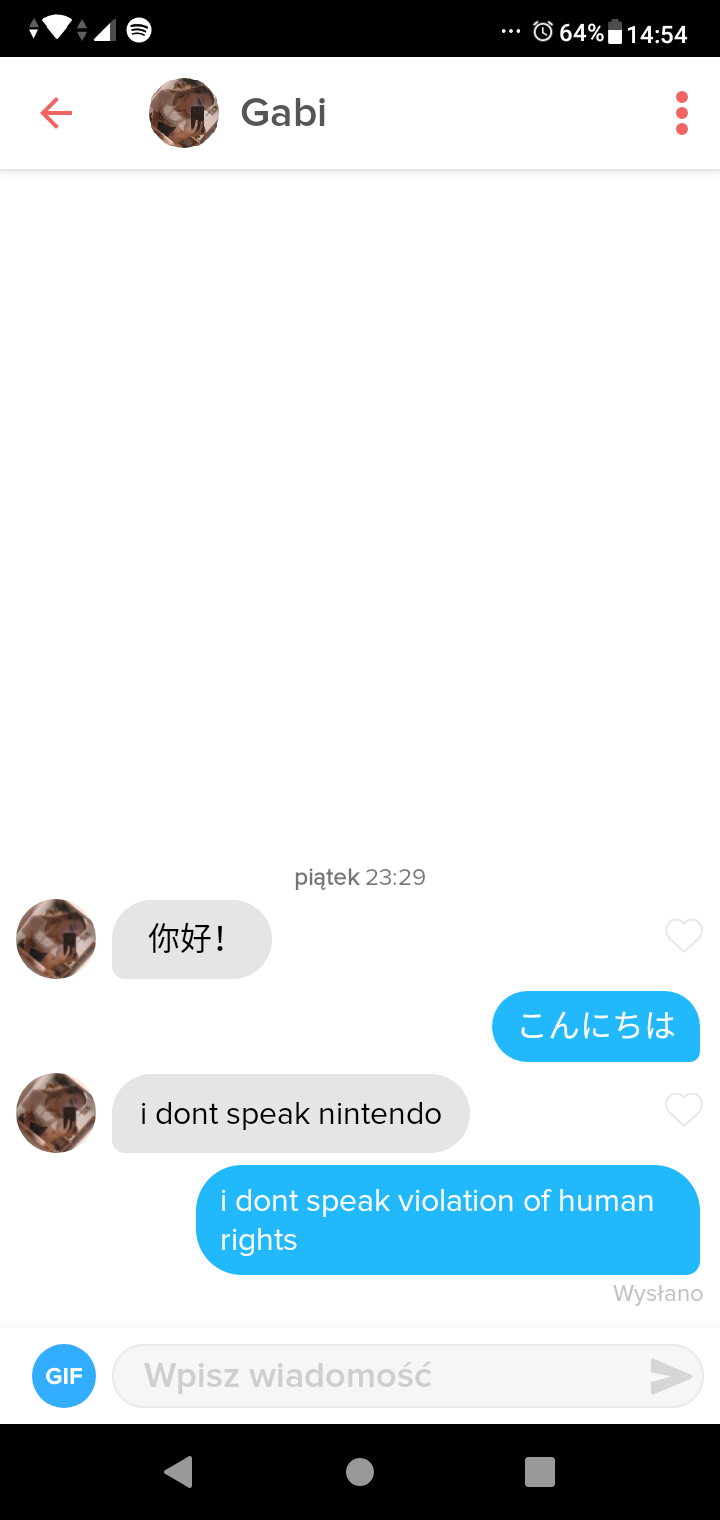 64% 14:54
Gabi
piątek 23:29
你好！
こんにちは
i dont speak nintendo
i dont speak violation of human
rights
Wysłano
GIF Wpisz wiadomość